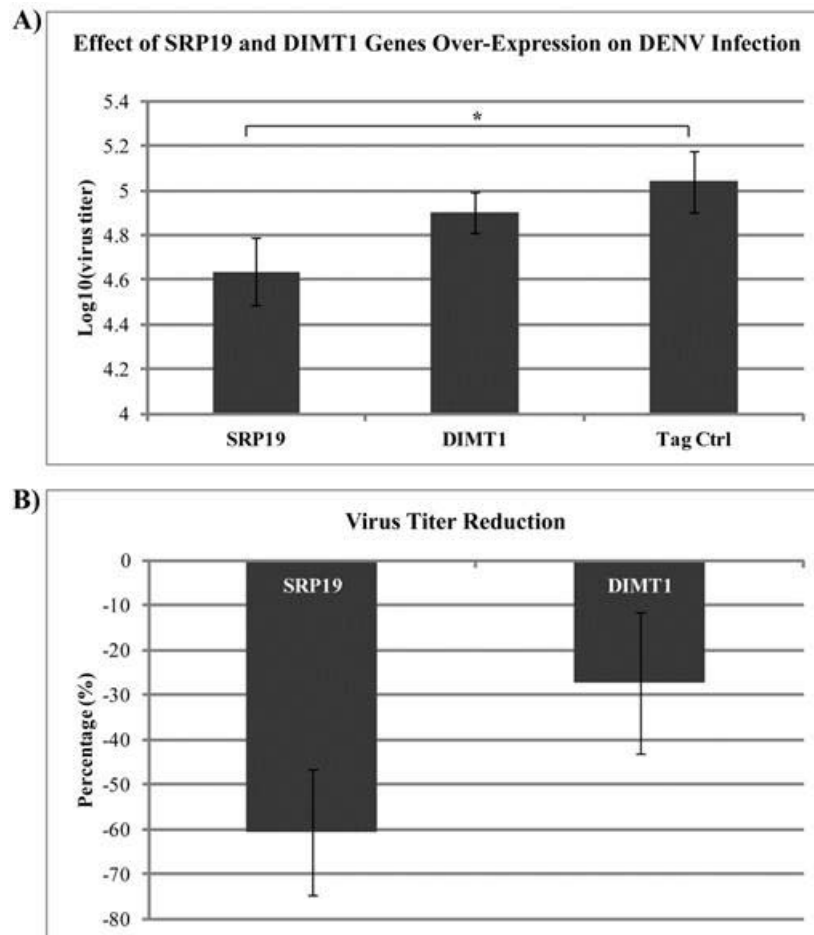 A)
Effect of SRP19 and DIMT1 Genes Over-Expression on DENV Infection
Log10(virus titer)
5.4
5.2
5
4.8
4.6
4.4
4.2
4
*
SRP19 DIMT1 Tag Ctrl
B)
Virus Titer Reduction
Percentage (%)
0
-10
-20
-30
-40
-50
-60
-70
-80
SRP19 DIMT1